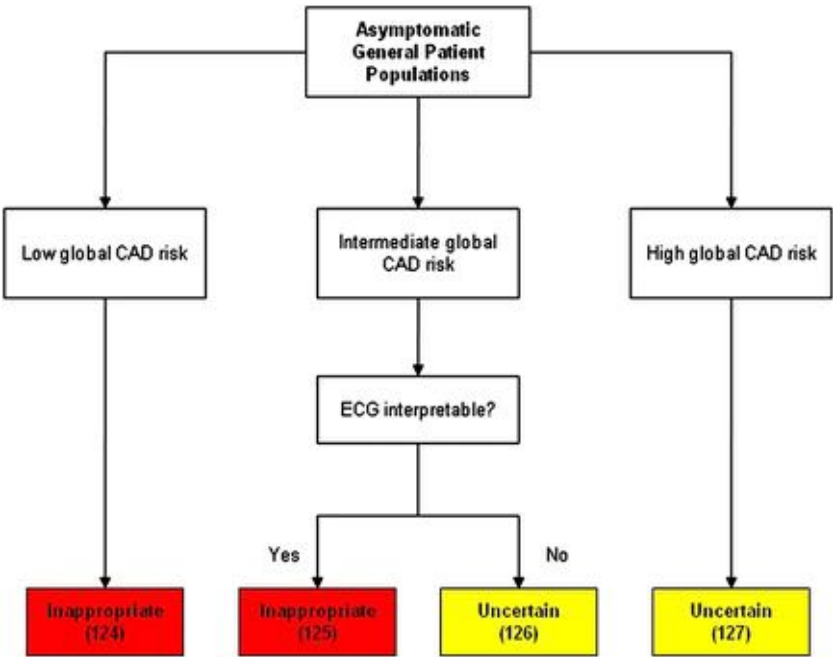 Asymptomatic
General Patient
Populations
Low global CAD risk
Intermediate global
CAD risk
High global CAD risk
ECG interpretable?
Yes
No
Inappropriate
(124)
Inappropriate
(125)
Uncertain
(126)
Uncertain
(127)